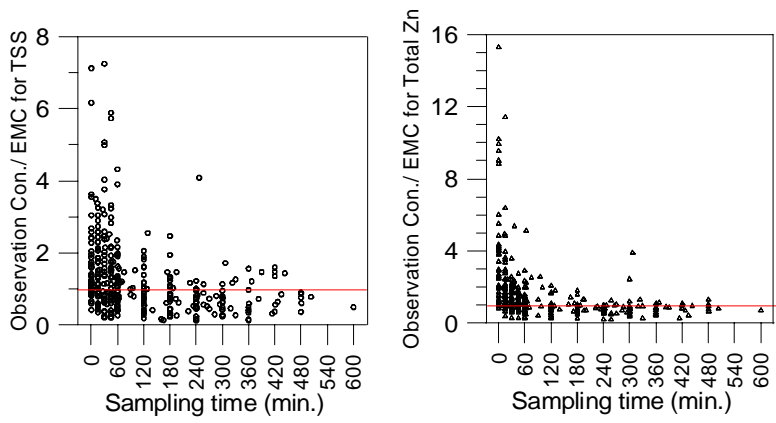 Observation Con./ EMC for TSS
8
6
4
2
0
0 60 120 180 240 300 360 420 480 540 600
Sampling time (min.)
Observation Con./ EMC for Total Zn
16
12
8
4
0
0 60 120 180 240 300 360 420 480 540 600
Sampling time (min.)